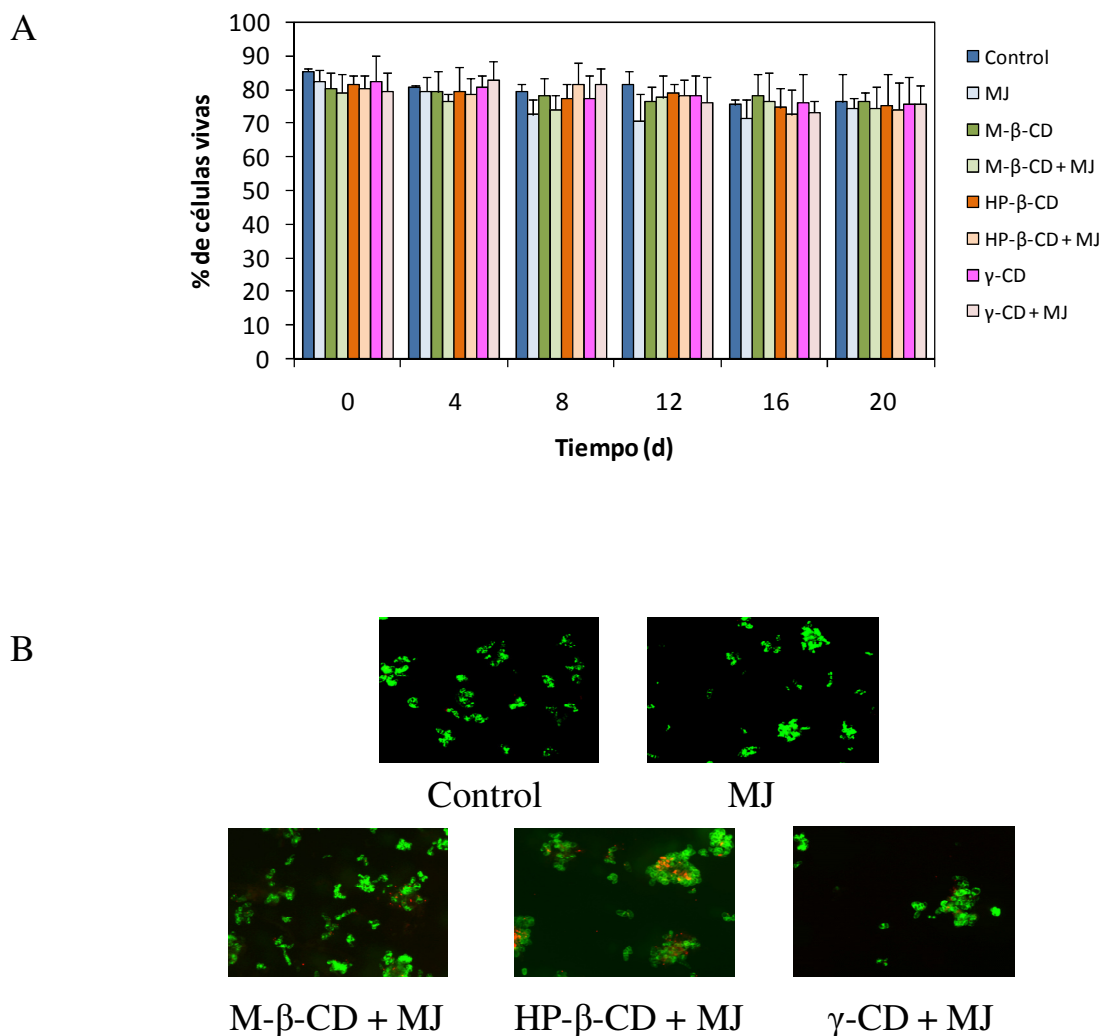 A
% de células vivas
100
90
80
70
60
50
40
30
20
10
0
0 4 8 12 16 20
Tiempo (d)
Control
MJ
M-β-CD
M-β-CD + MJ
HP-β-CD
HP-β-CD + MJ
γ-CD
γ-CD + MJ
B
Control MJ
M-β-CD + MJ HP-β-CD + MJ γ-CD + MJ